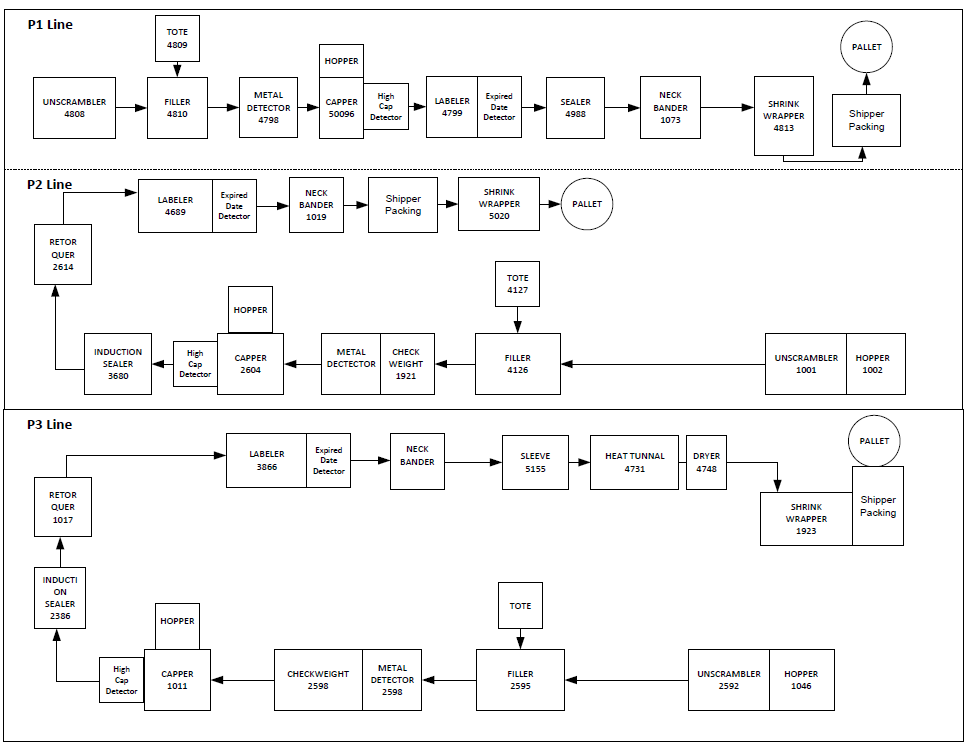 P1 Line
TOTE
4809
HOPPER
PALLET
UNSCRAMBLER
4808
FILLER
4810
METAL
DETECTOR
4798
CAPPER
50096
High
Cap
Detector
LABELER
4799
Expired
Date
Detector
SEALER
4988
NECK
BANDER
1073
SHRINK
WRAPPER
4813
Shipper
Packing
P2 Line
LABELER
4689
Expired
Date
Detector
NECK
BANDER
1019
Shipper
Packing
SHRINK
WRAPPER
5020
PALLET
RETOR
QUER
2614
TOTE
4127
HOPPER
INDUCTION
SEALER
3680
High
Cap
Detector
CAPPER
2604
METAL
DECTECTOR
CHECK
WEIGHT
1921
FILLER
4126
UNSCRAMBLER
1001
HOPPER
1002
P3 Line
LABELER
3866
Expired
Date
Detector
NECK
BANDER
SLEEVE
5155
HEAT TUNNAL
4731
DRYER
4748
PALLET
SHRINK
WRAPPER
1923
Shipper
Packing
RETOR
QUER
1017
INDUCTI
ON
SEALER
2386
HOPPER
TOTE
High
Cap
Detector
CAPPER
1011
CHECKWEIGHT
2598
METAL
DETECTOR
2598
FILLER
2595
UNSCRAMBLER
2592
HOPPER
1046